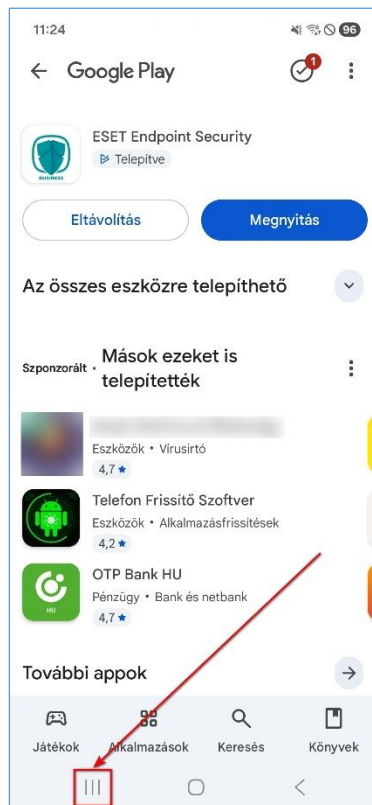 11:24
96
Google Play
1
ESET Endpoint Security
BUSINESS
Telepítve
Eltávolítás
Megnyitás
Az összes eszközre telepíthető
Szponzorált •
Mások ezeket is
telepítették
Eszközök • Vírusirtó
4,7 ★
Telefon Frissítő Szoftver
Eszközök • Alkalmazásfrissítések
4,2 ★
OTP Bank HU
HU
Pénzügy • Bank és netbank
4,7 ★
További appok
Játékok
Alkalmazások
Keresés
Könyvek